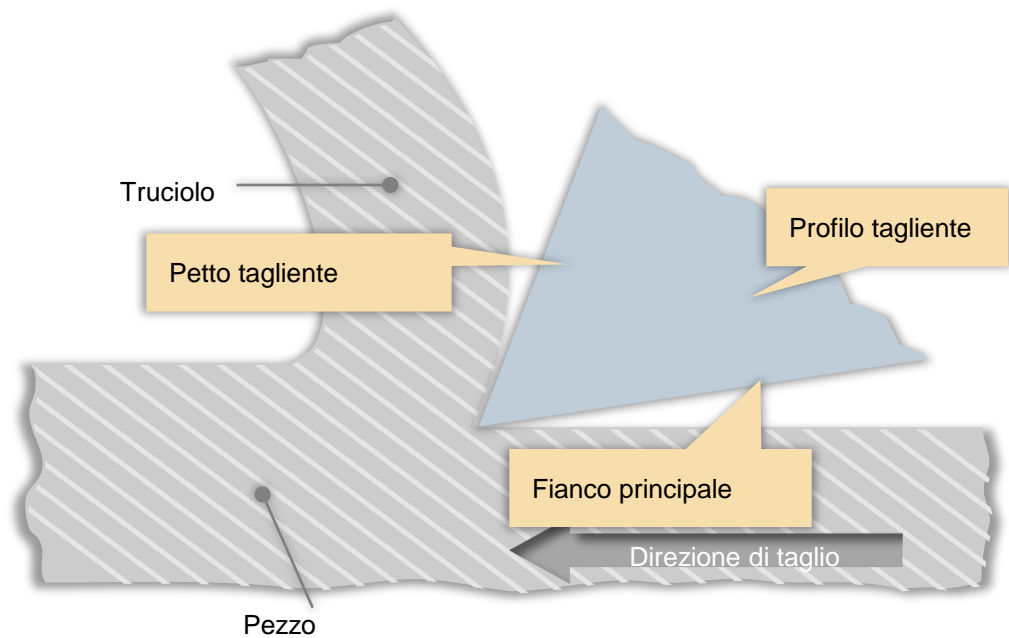 Truciolo
Profilo tagliente
Petto tagliente
Fianco principale
Direzione di taglio
Pezzo